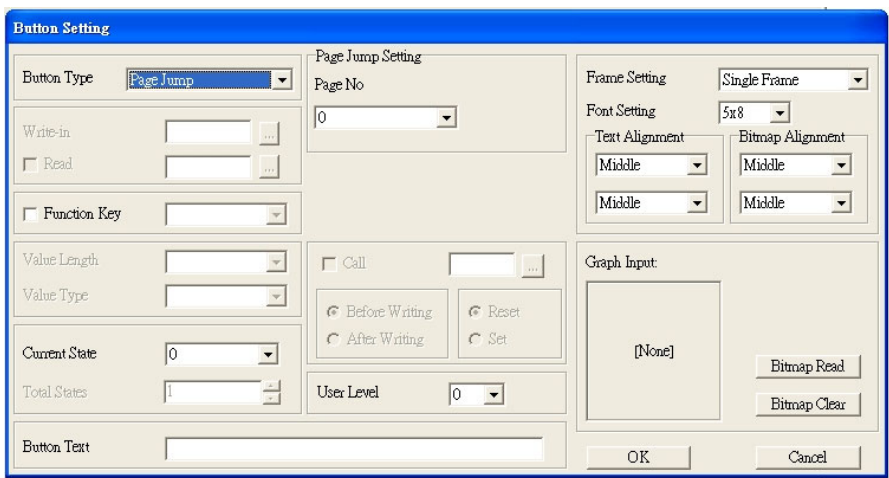 Button Setting
Button Type
Page Jump
Write-in
...
Read
...
Function Key
Value Length
Value Type
Current State
0
Total States
1
Button Text
Page Jump Setting
Page No
0
Call
...
Before Writing
After Writing
Reset
Set
User Level
0
Frame Setting
Single Frame
Font Setting
5x8
Text Alignment
Middle
Middle
Bitmap Alignment
Middle
Middle
Graph Input:
[None]
Bitmap Read
Bitmap Clear
OK
Cancel